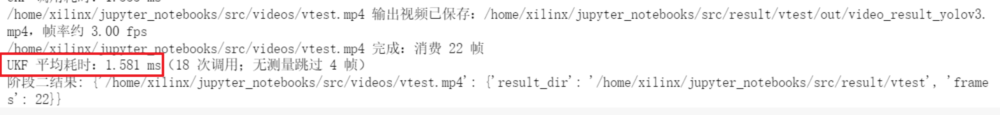 /home/xilinx/jupyter_notebooks/src/videos/vtest.mp4 输出视频已保存：/home/xilinx/jupyter_notebooks/src/result/vtest/out/video_result_yolov3.
mp4，帧率约 3.00 fps
/home/xilinx/jupyter_notebooks/src/videos/vtest.mp4 完成：消费 22 帧
UKF 平均耗时：1.581 ms（18 次调用；无测量跳过 4 帧）
阶段二结果: {'/home/xilinx/jupyter_notebooks/src/videos/vtest.mp4': {'result_dir': '/home/xilinx/jupyter_notebooks/src/result/vtest', 'frame
s': 22}}